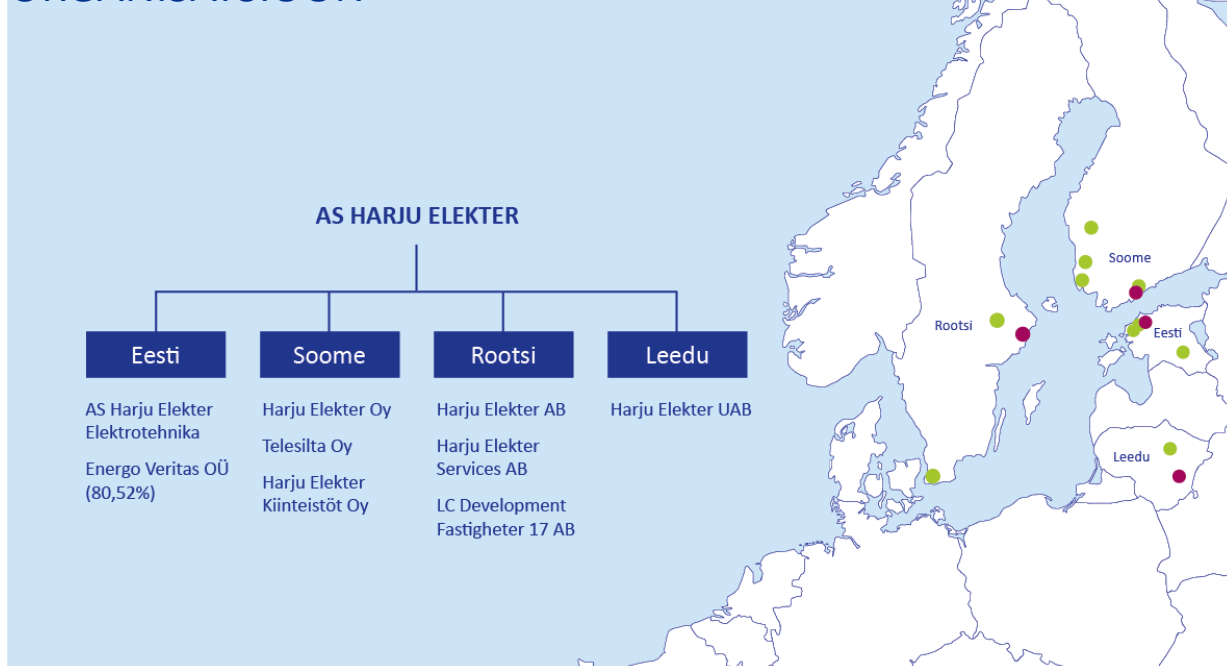 AS HARJU ELEKTER
Eesti
Soome
Rootsi
Leedu
AS Harju Elekter
Elektrotehnika
Energo Veritas OÜ
(80,52%)
Harju Elekter Oy
Telesilta Oy
Harju Elekter
Kiinteistöt Oy
Harju Elekter AB
Harju Elekter
Services AB
LC Development
Fastigheter 17 AB
Harju Elekter UAB
Soome
Rootsi
Eesti
Leedu